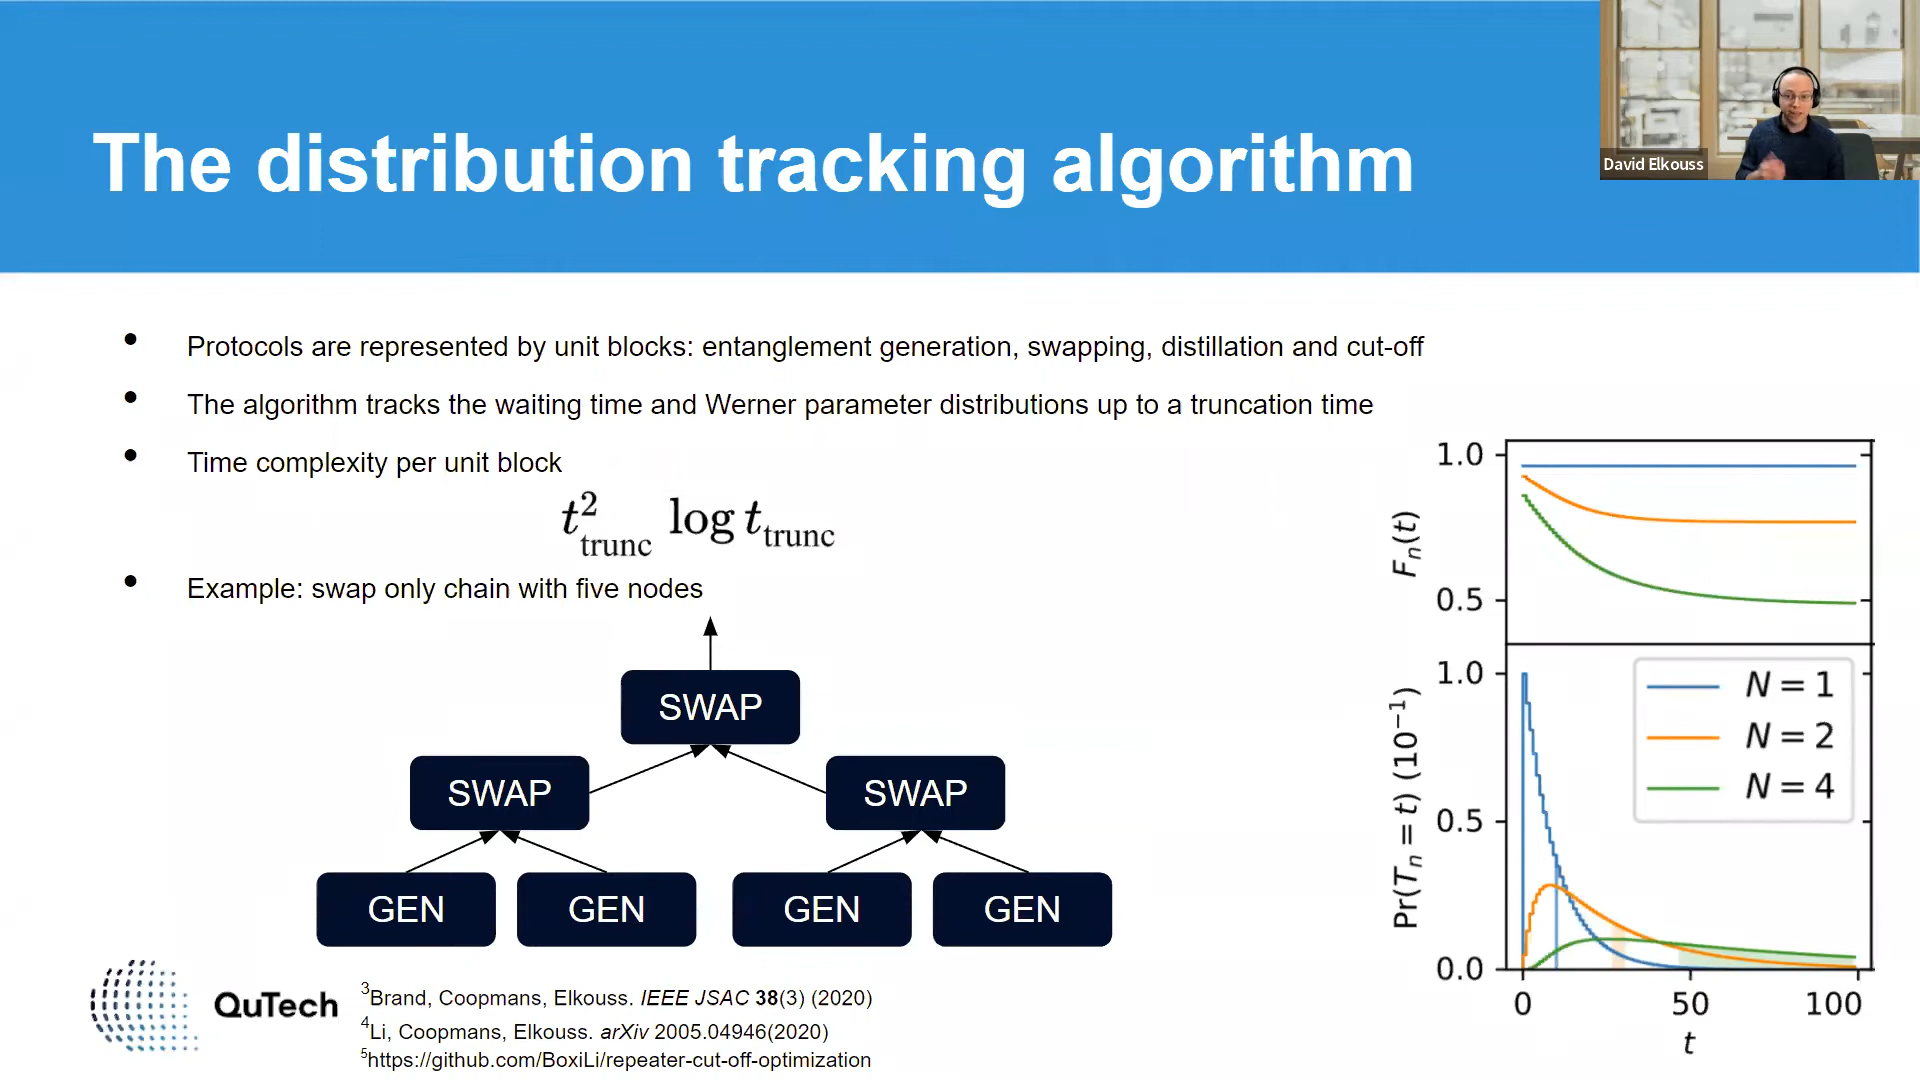 The distribution tracking algorithm
David Elkouss
• Protocols are represented by unit blocks: entanglement generation, swapping, distillation and cut-off
• The algorithm tracks the waiting time and Werner parameter distributions up to a truncation time
• Time complexity per unit block
t²_trunc log t_trunc
• Example: swap only chain with five nodes
SWAP
SWAP SWAP
GEN GEN GEN GEN
1.0
0.5
Fₙ(t)
1.0
0.5
0.0
Pr(Tₙ = t) (10⁻¹)
N = 1
N = 2
N = 4
0 50 100
t
QuTech
³Brand, Coopmans, Elkouss. IEEE JSAC 38(3) (2020)
⁴Li, Coopmans, Elkouss. arXiv 2005.04946(2020)
⁵https://github.com/BoxiLi/repeater-cut-off-optimization